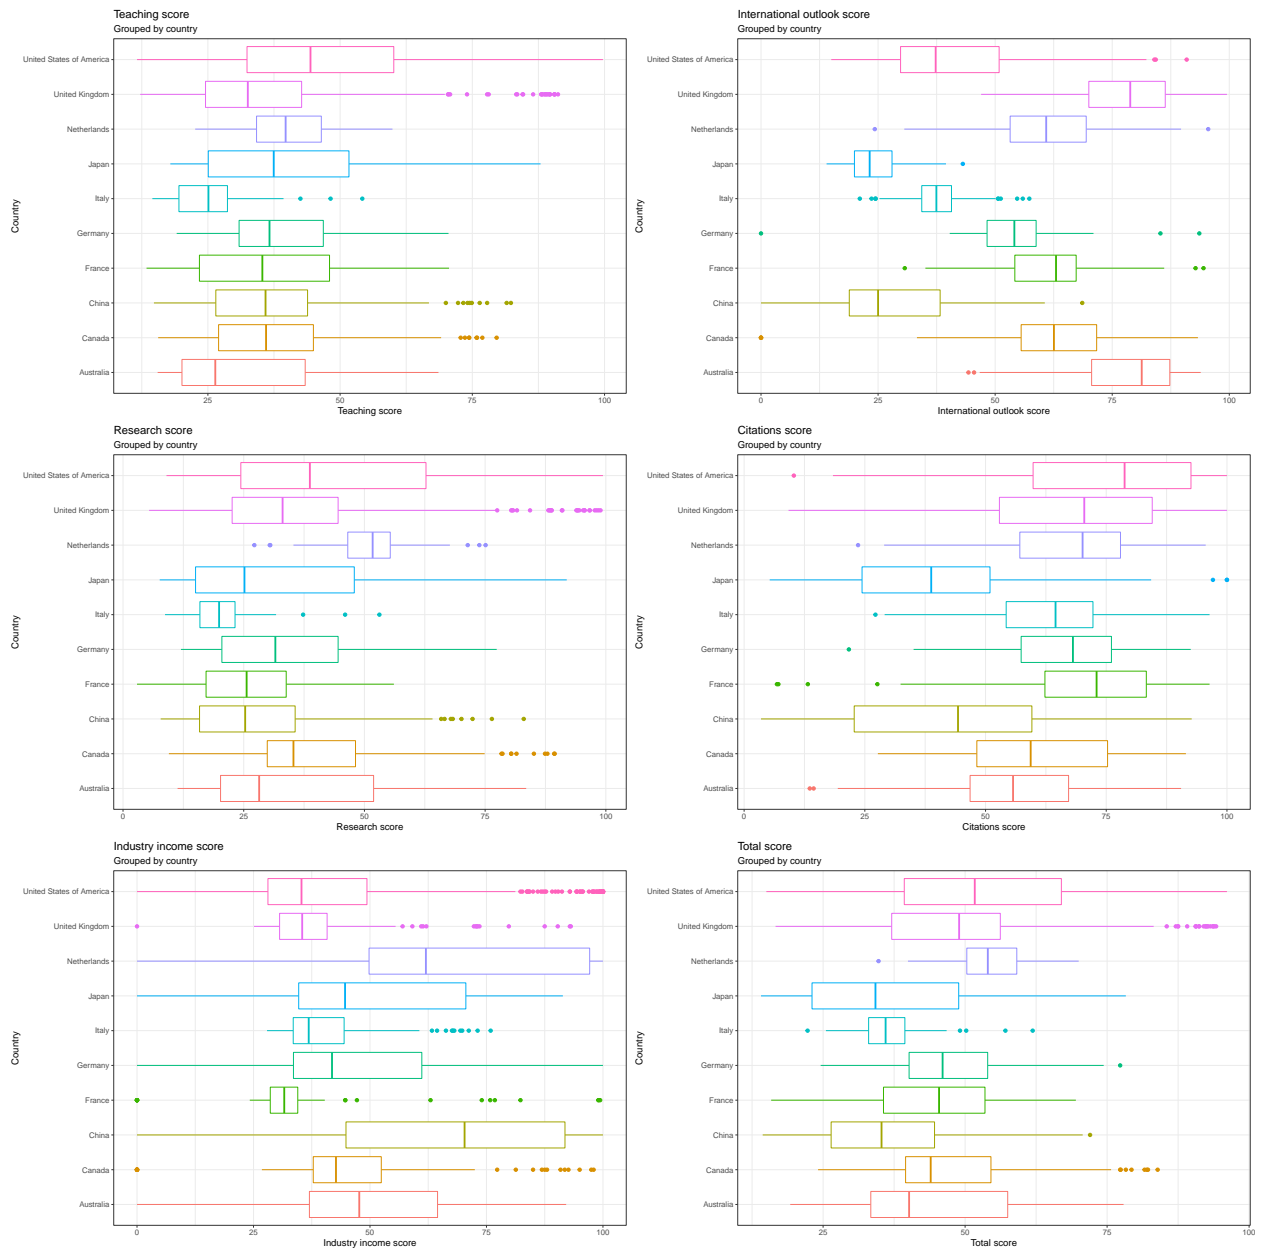 Teaching score
Grouped by country
Country
United States of America
United Kingdom
Netherlands
Japan
Italy
Germany
France
China
Canada
Australia
25 50 75 100
Teaching score
International outlook score
Grouped by country
Country
United States of America
United Kingdom
Netherlands
Japan
Italy
Germany
France
China
Canada
Australia
0 25 50 75 100
International outlook score
Research score
Grouped by country
Country
United States of America
United Kingdom
Netherlands
Japan
Italy
Germany
France
China
Canada
Australia
0 25 50 75 100
Research score
Citations score
Grouped by country
Country
United States of America
United Kingdom
Netherlands
Japan
Italy
Germany
France
China
Canada
Australia
0 25 50 75 100
Citations score
Industry income score
Grouped by country
Country
United States of America
United Kingdom
Netherlands
Japan
Italy
Germany
France
China
Canada
Australia
0 25 50 75 100
Industry income score
Total score
Grouped by country
Country
United States of America
United Kingdom
Netherlands
Japan
Italy
Germany
France
China
Canada
Australia
25 50 75 100
Total score